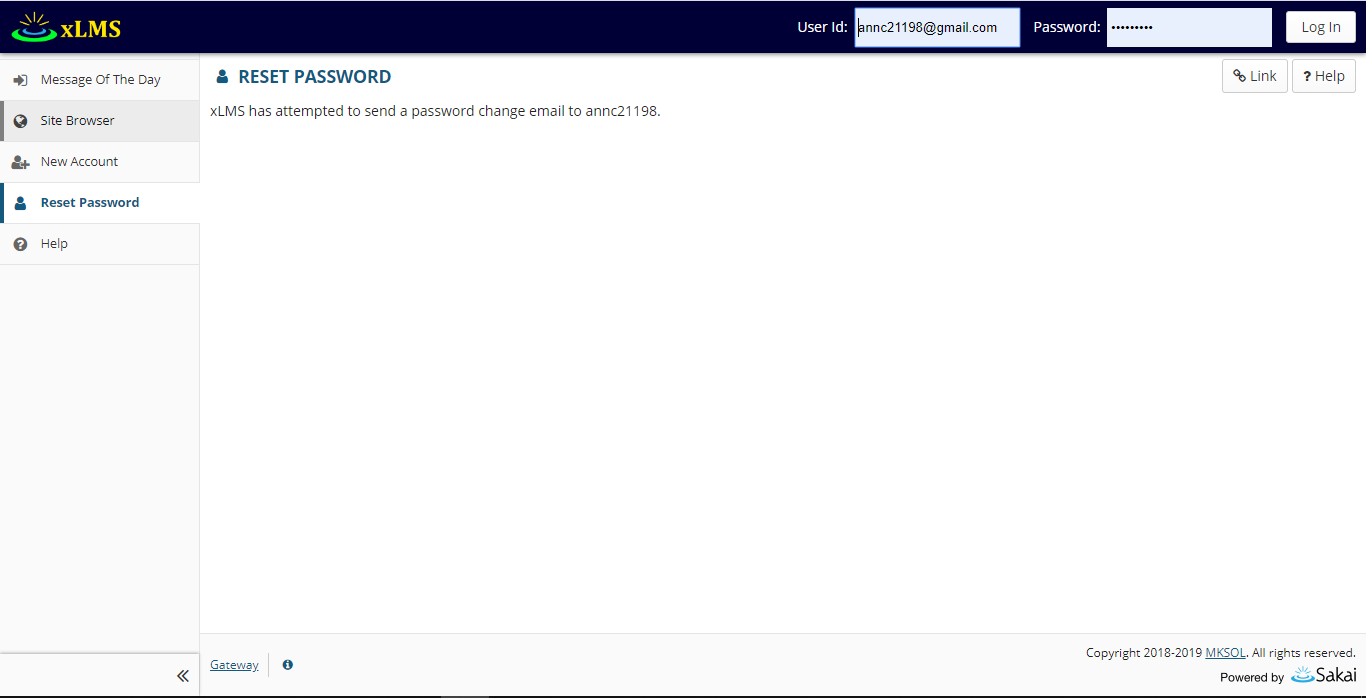 xLMS
User Id: annc21198@gmail.com Password: ••••••••• Log In
Message Of The Day
Site Browser
New Account
Reset Password
Help
RESET PASSWORD
Link
? Help
xLMS has attempted to send a password change email to annc21198.
Gateway
Copyright 2018-2019 MKSOL. All rights reserved.
Powered by Sakai